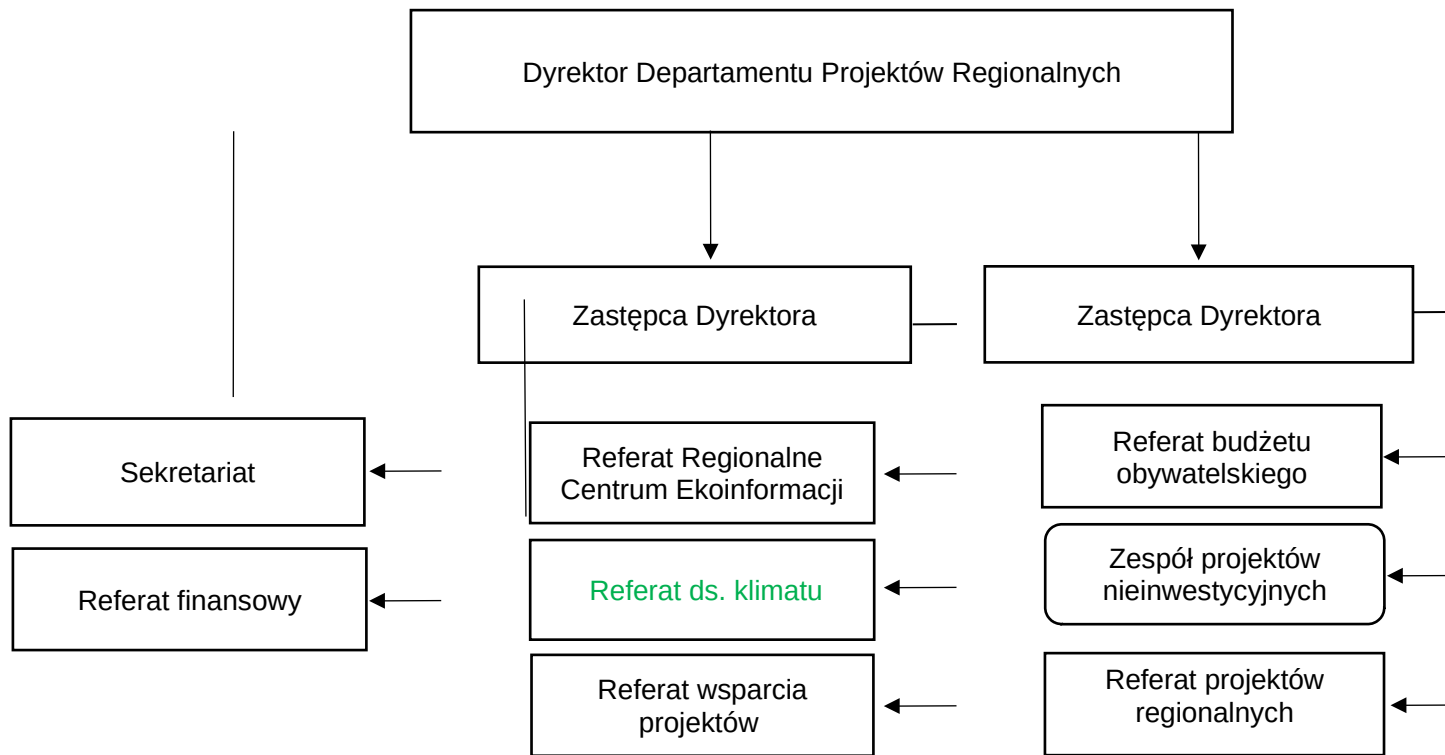 Dyrektor Departamentu Projektów Regionalnych
Zastępca Dyrektora
Zastępca Dyrektora
Sekretariat
Referat finansowy
Referat Regionalne
Centrum Ekoinformacji
Referat ds. klimatu
Referat wsparcia
projektów
Referat budżetu
obywatelskiego
Zespół projektów
nieinwestycyjnych
Referat projektów
regionalnych